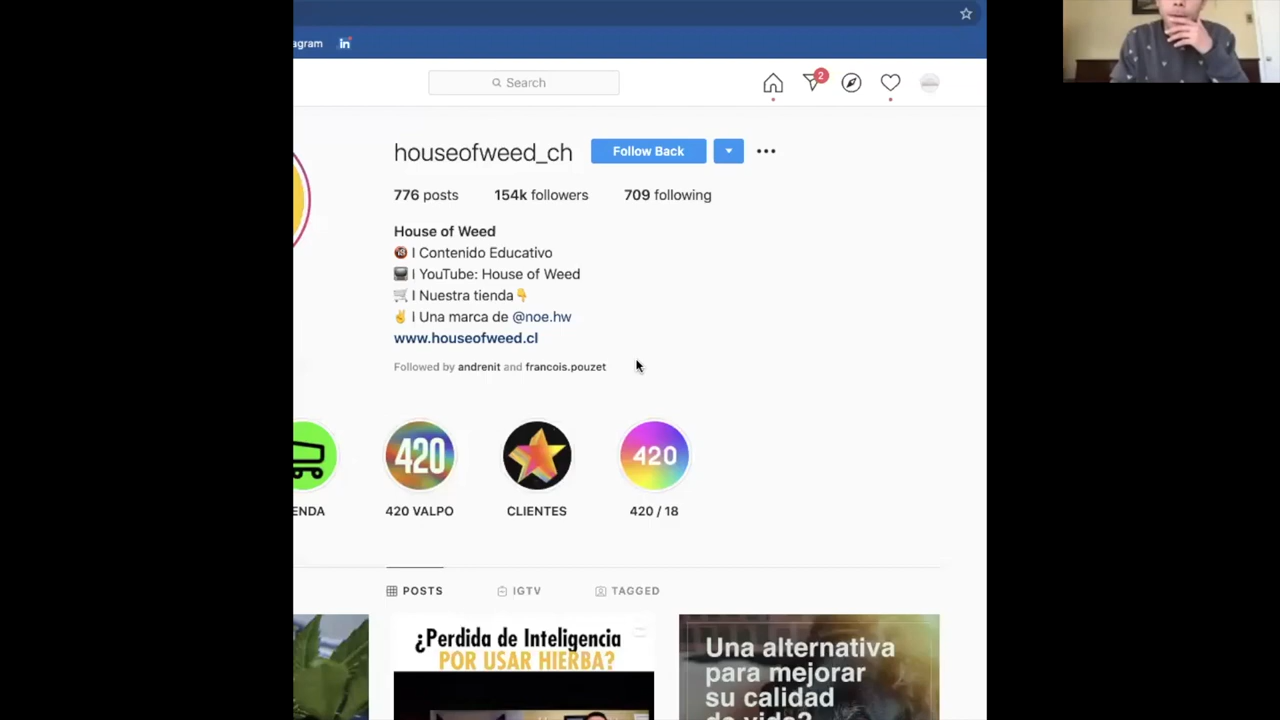 agram
Search
2
houseofweed_ch
Follow Back
776 posts 154k followers 709 following
House of Weed
🔞 I Contenido Educativo
I YouTube: House of Weed
🛒 I Nuestra tienda👇
✌️ I Una marca de @noe.hw
www.houseofweed.cl
Followed by andrenit and francois.pouzet
420
420
ENDA
420 VALPO
CLIENTES
420 / 18
POSTS
IGTV
TAGGED
¿Perdida de Inteligencia
POR USAR HIERBA?
Una alternativa
para mejorar
su calidad
de vida?